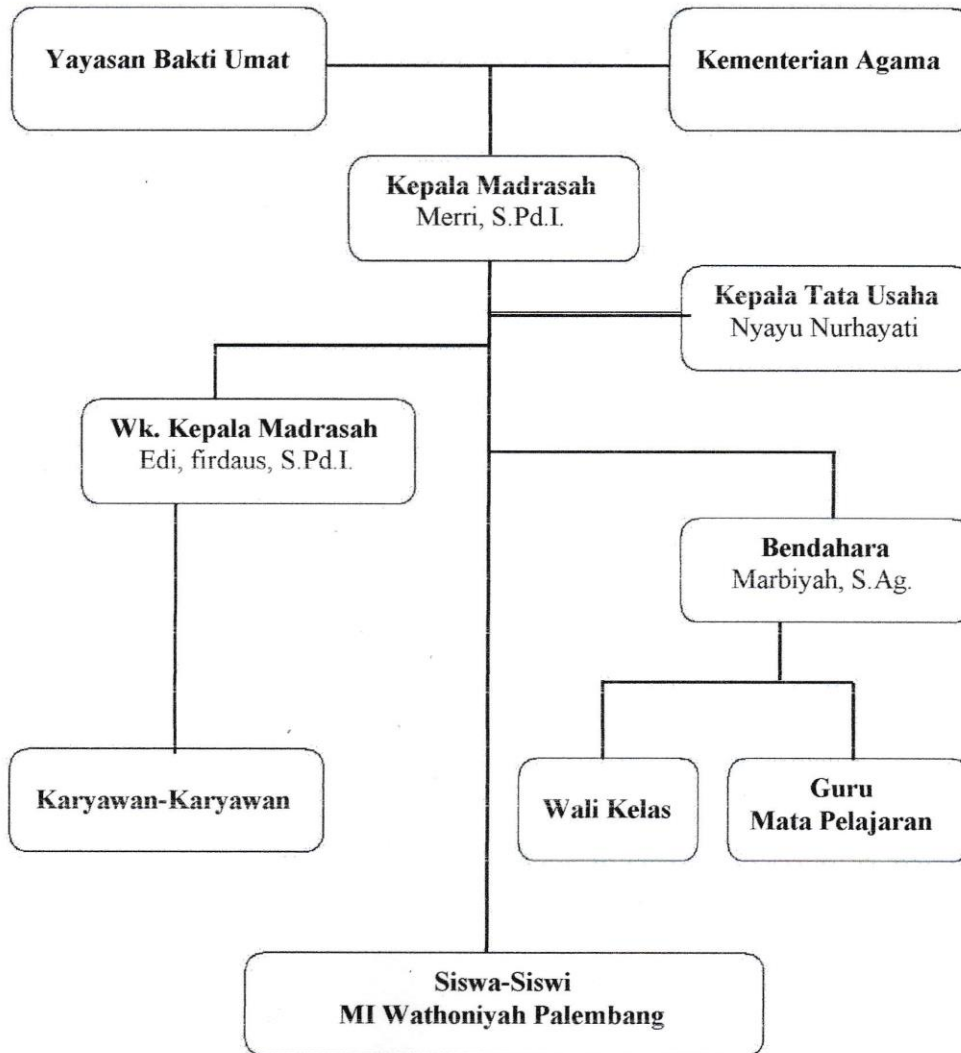 Yayasan Bakti Umat
Kementerian Agama
Kepala Madrasah
Merri, S.Pd.I.
Kepala Tata Usaha
Nyayu Nurhayati
Wk. Kepala Madrasah
Edi, firdaus, S.Pd.I.
Bendahara
Marbiyah, S.Ag.
Karyawan-Karyawan
Wali Kelas
Guru
Mata Pelajaran
Siswa-Siswi
MI Wathoniyah Palembang